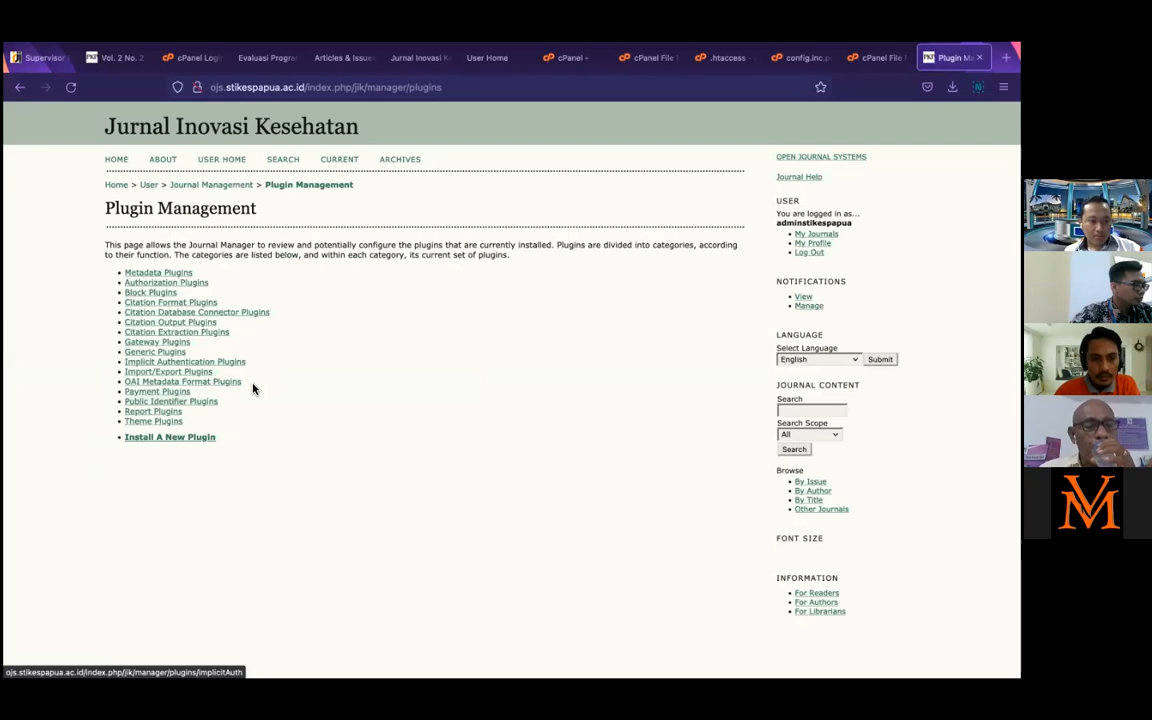 Supervisor
PKP Vol. 2 No. 2
cPanel Log
Evaluasi Progra
Articles & Issue
Jurnal Inovasi K
User Home
cPanel -
cPanel File
.htaccess -
config.inc.p
cPanel File
PKP Plugin Ma
ojs.stikespapua.ac.id/index.php/jik/manager/plugins
Jurnal Inovasi Kesehatan
HOME ABOUT USER HOME SEARCH CURRENT ARCHIVES
Home > User > Journal Management > Plugin Management
Plugin Management
This page allows the Journal Manager to review and potentially configure the plugins that are currently installed. Plugins are divided into categories, according
to their function. The categories are listed below, and within each category, its current set of plugins.
Metadata Plugins
Authorization Plugins
Block Plugins
Citation Format Plugins
Citation Database Connector Plugins
Citation Output Plugins
Citation Extraction Plugins
Gateway Plugins
Generic Plugins
Implicit Authentication Plugins
Import/Export Plugins
OAI Metadata Format Plugins
Payment Plugins
Public Identifier Plugins
Report Plugins
Theme Plugins
Install A New Plugin
OPEN JOURNAL SYSTEMS
Journal Help
USER
You are logged in as...
adminstikespapua
My Journals
My Profile
Log Out
NOTIFICATIONS
View
Manage
LANGUAGE
Select Language
English Submit
JOURNAL CONTENT
Search
Search Scope
All
Search
Browse
By Issue
By Author
By Title
Other Journals
FONT SIZE
INFORMATION
For Readers
For Authors
For Librarians
ojs.stikespapua.ac.id/index.php/jik/manager/plugins/implicitAuth